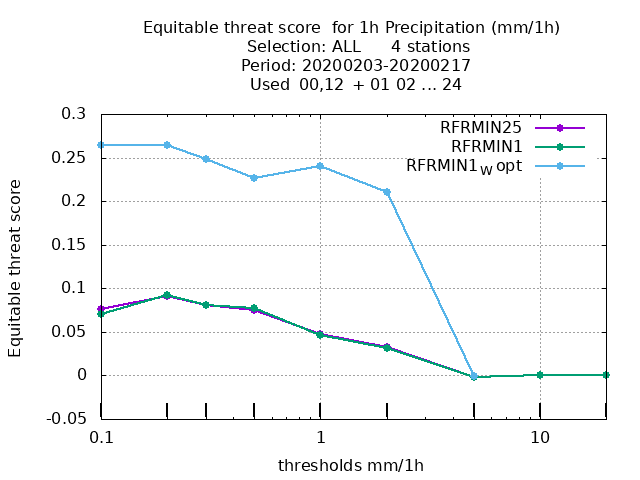 Equitable threat score  for 1h Precipitation (mm/1h)
Selection: ALL      4 stations
Period: 20200203-20200217
Used  00,12  + 01 02 ... 24
RFRMIN25
RFRMIN1
RFRMIN1W opt
0.3
0.25
0.2
0.15
0.1
0.05
0
-0.05
Equitable threat score
0.1 1 10
thresholds mm/1h